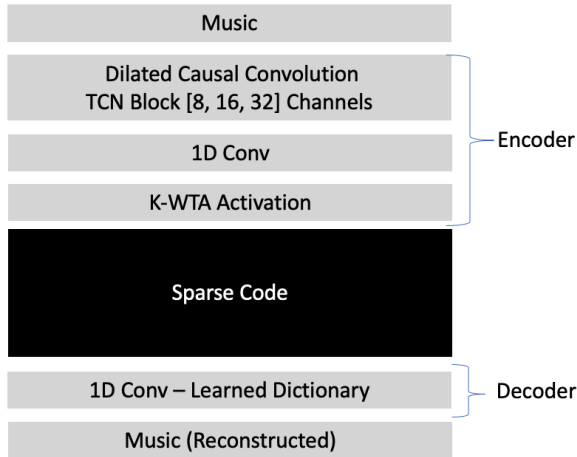 Music
Dilated Causal Convolution
TCN Block [8, 16, 32] Channels
1D Conv
K-WTA Activation
Encoder
Sparse Code
1D Conv – Learned Dictionary
Decoder
Music (Reconstructed)